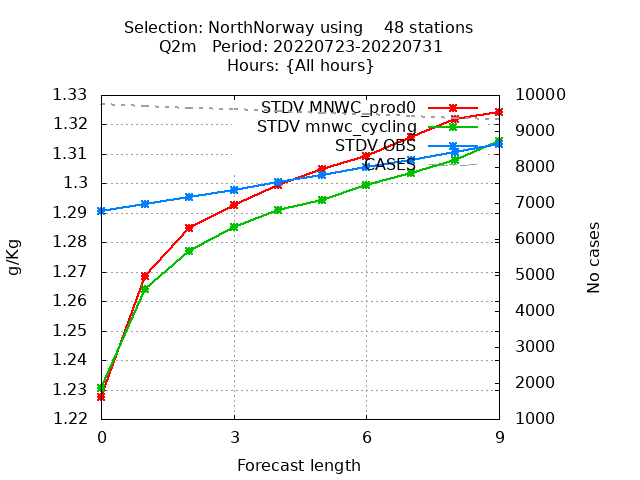 Selection: NorthNorway using 48 stations
Q2m Period: 20220723-20220731
Hours: {All hours}
STDV MNWC_prod0
STDV mnwc_cycling
STDV OBS
CASES
g/Kg
1.33
1.32
1.31
1.3
1.29
1.28
1.27
1.26
1.25
1.24
1.23
1.22
10000
9000
8000
7000
6000
5000
4000
3000
2000
1000
No cases
0 3 6 9
Forecast length